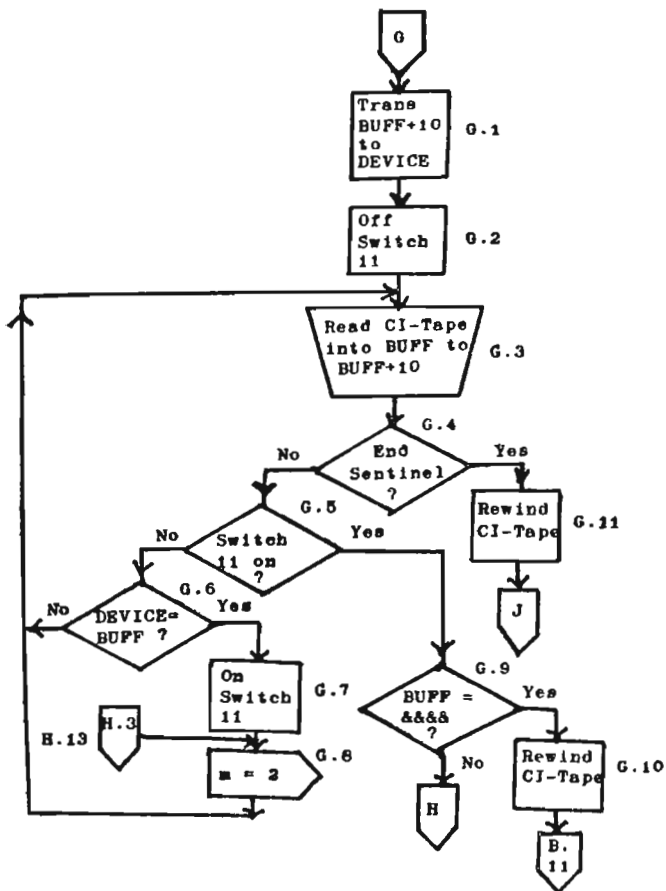 G
Trans
BUFF+10
to
DEVICE
G.1
Off
Switch
11
G.2
Read CI-Tape
into BUFF to
BUFF+10
G.3
G.4
No
End
Sentinel
?
Yes
G.5
Rewind
CI-Tape
G.11
No
Switch
11 on
?
Yes
G.6
J
No
DEVICE=
BUFF ?
Yes
G.9
On
Switch
11
G.7
BUFF =
&&&&
?
Yes
H.13
H.3
G.8
m = 2
No
Rewind
CI-Tape
G.10
H
B.
11